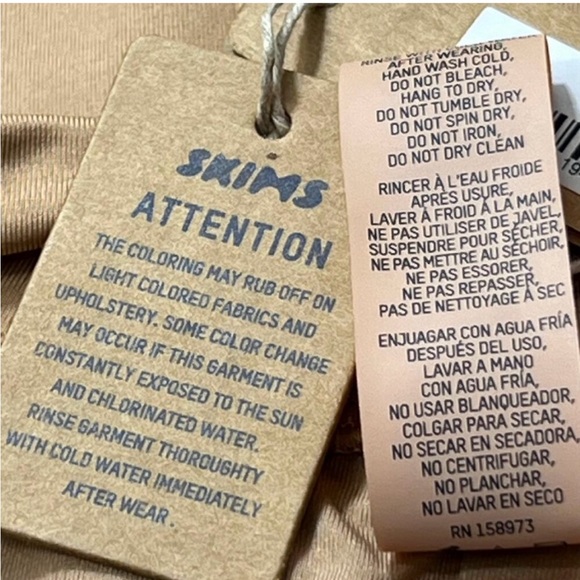 SKIMS
ATTENTION
THE COLORING MAY RUB OFF ON
LIGHT COLORED FABRICS AND
UPHOLSTERY. SOME COLOR CHANGE
MAY OCCUR IF THIS GARMENT IS
CONSTANTLY EXPOSED TO THE SUN
AND CHLORINATED WATER.
RINSE GARMENT THOROUGHTY
WITH COLD WATER IMMEDIATELY
AFTER WEAR.
RINSE WITH WATER
AFTER WEARING,
HAND WASH COLD,
DO NOT BLEACH,
HANG TO DRY,
DO NOT TUMBLE DRY,
DO NOT SPIN DRY,
DO NOT IRON,
DO NOT DRY CLEAN
RINCER À L'EAU FROIDE
APRÈS USURE,
LAVER À FROID À LA MAIN,
NE PAS UTILISER DE JAVEL,
SUSPENDRE POUR SÉCHER,
NE PAS METTRE AU SÉCHOIR,
NE PAS ESSORER,
NE PAS REPASSER,
PAS DE NETTOYAGE À SEC
ENJUAGAR CON AGUA FRÍA
DESPUÉS DEL USO,
LAVAR A MANO
CON AGUA FRÍA,
NO USAR BLANQUEADOR,
COLGAR PARA SECAR,
NO SECAR EN SECADORA,
NO CENTRIFUGAR,
NO PLANCHAR,
NO LAVAR EN SECO
RN 158973
19